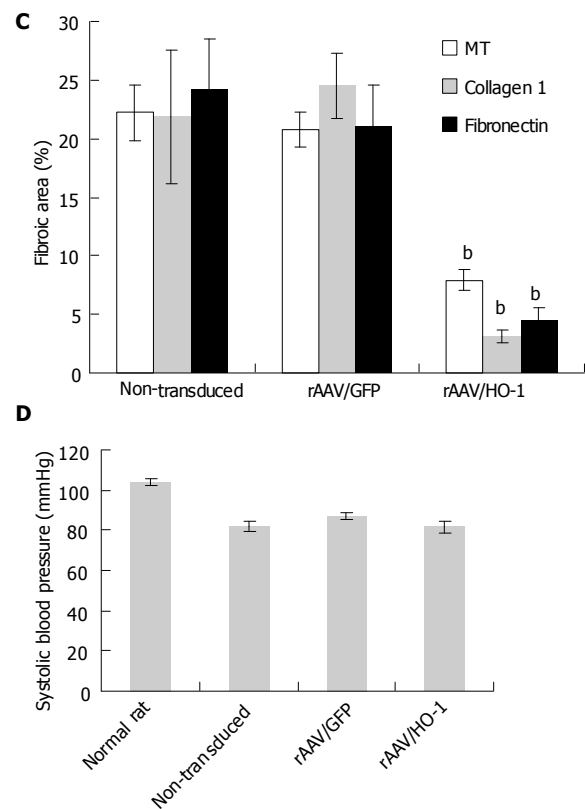 C
30
25
20
15
10
5
0
Fibroic area (%)
MT
Collagen 1
Fibronectin
b
b
b
Non-transduced
rAAV/GFP
rAAV/HO-1
D
120
100
80
60
40
20
0
Systolic blood pressure (mmHg)
Normal rat
Non-transduced
rAAV/GFP
rAAV/HO-1